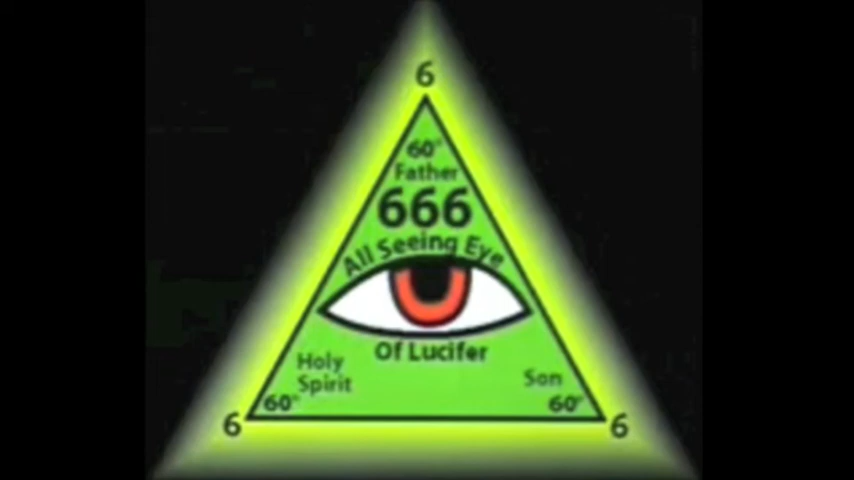 6
60°
Father
666
All Seeing Eye
Of Lucifer
Holy
Spirit
Son
60°
60°
6
6